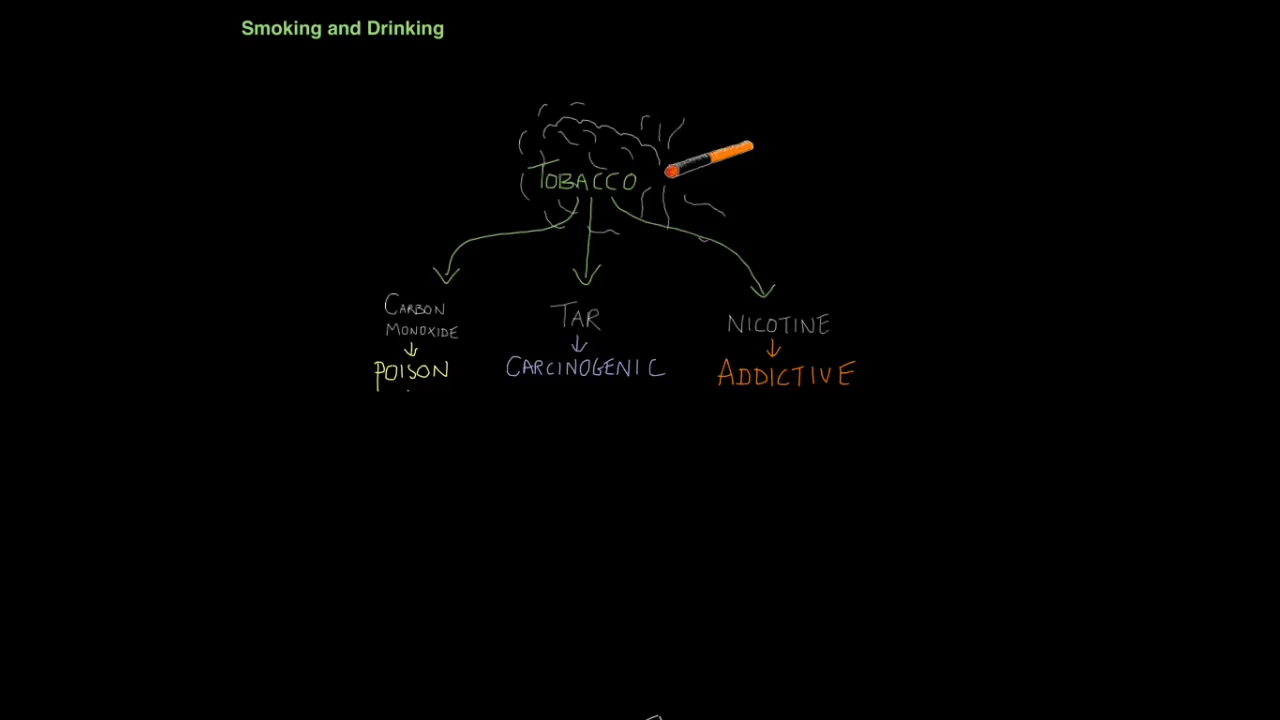 Smoking and Drinking
TOBACCO
CARBON
MONOXIDE
TAR
NICOTINE
POISON
CARCINOGENIC
ADDICTIVE